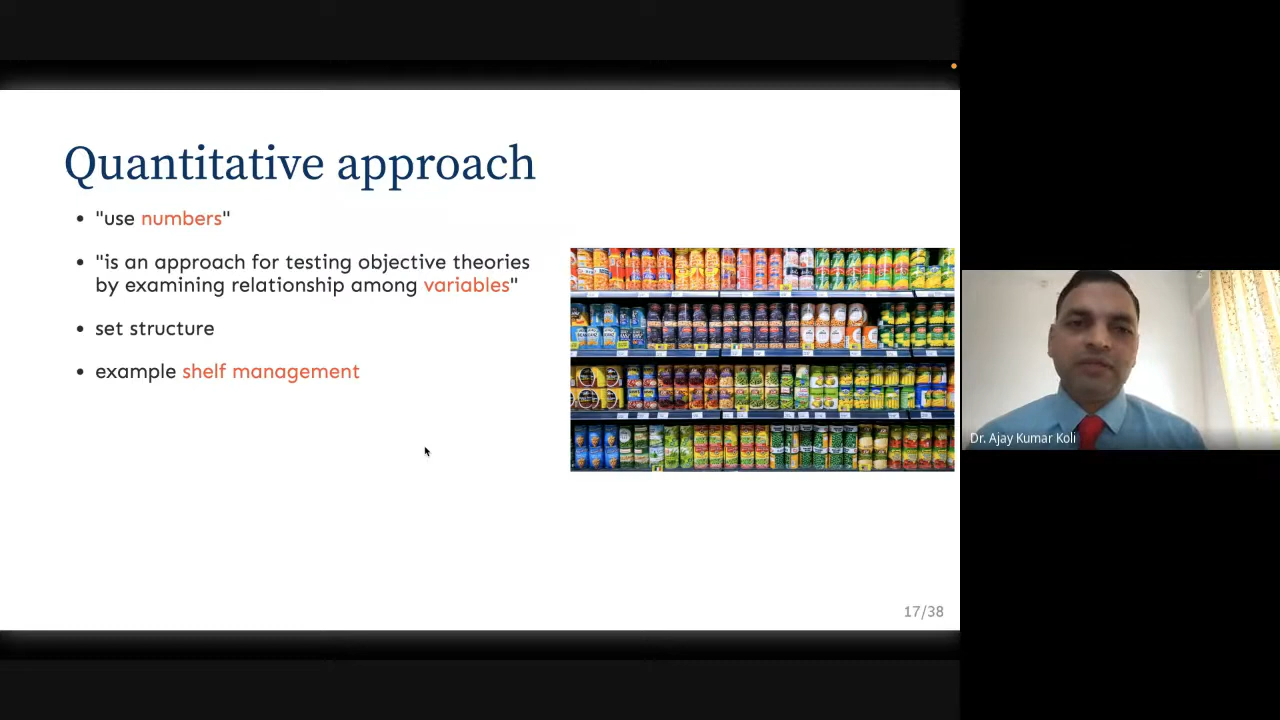 Quantitative approach
• "use numbers"
• "is an approach for testing objective theories
by examining relationship among variables"
• set structure
• example shelf management
17/38
Dr. Ajay Kumar Koli